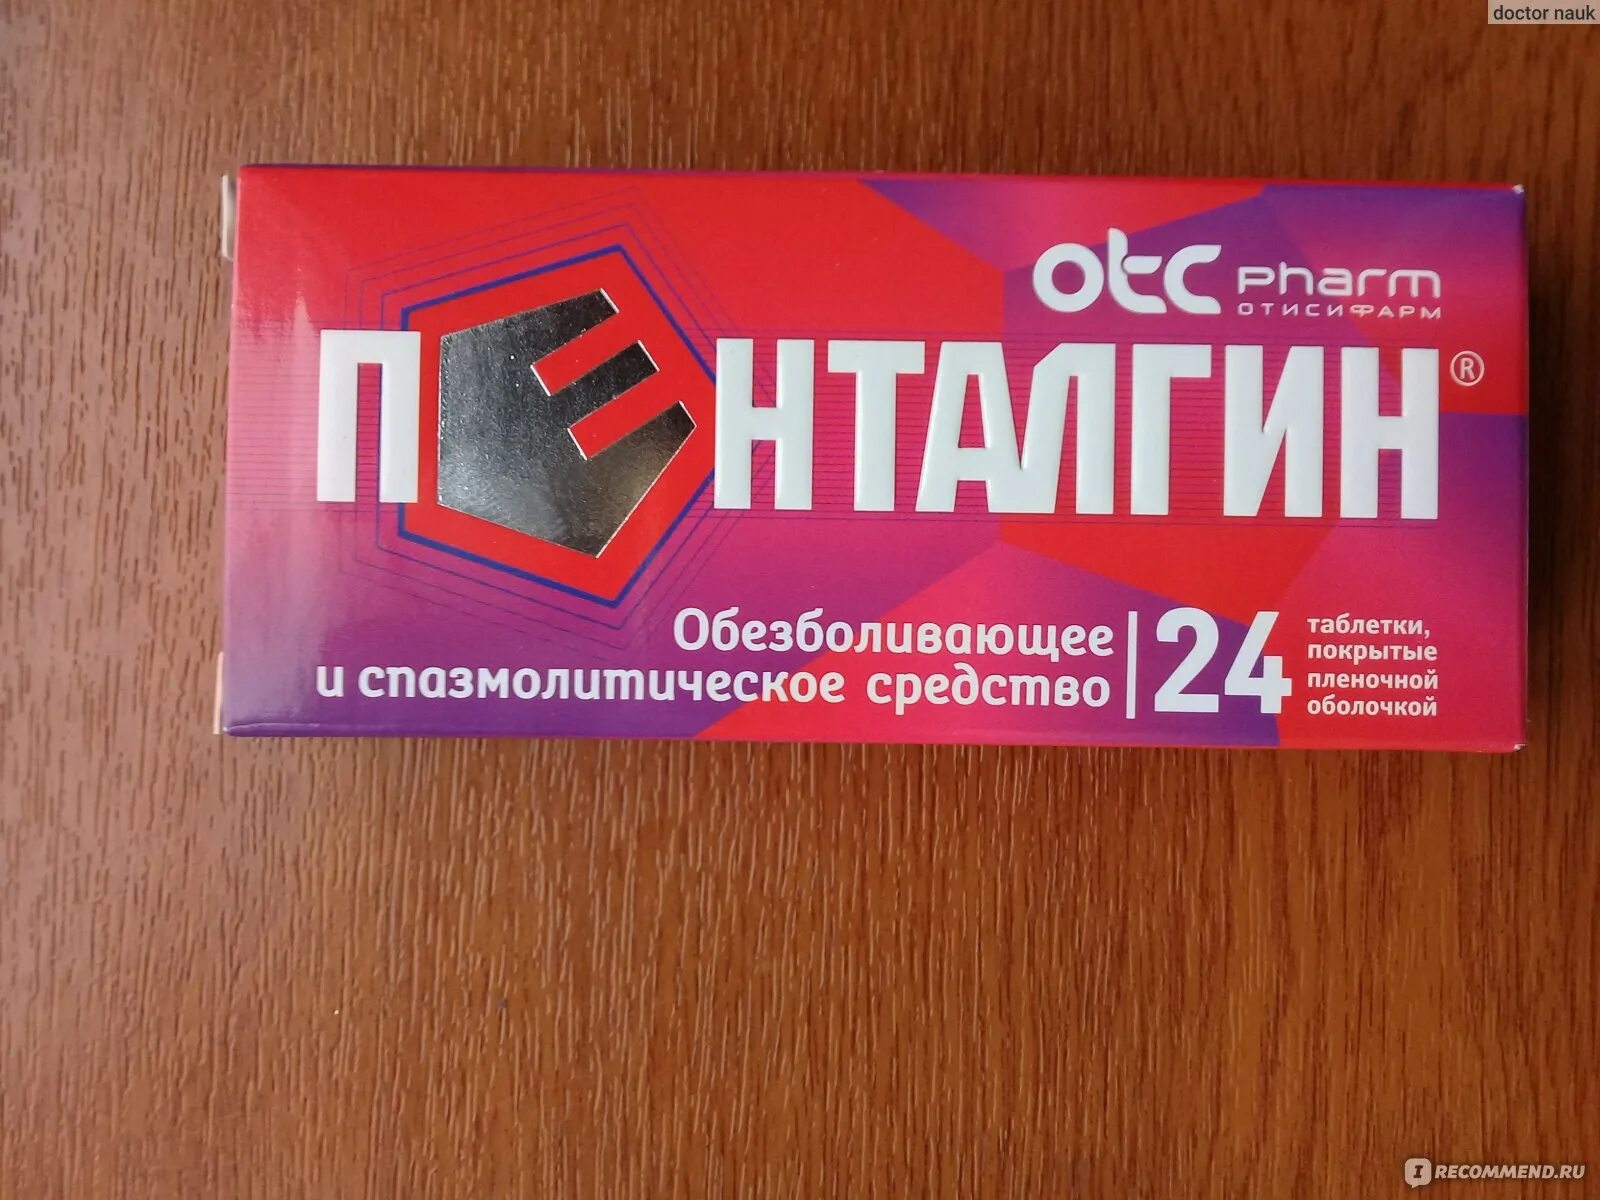 doctor nauk
otc pharm
ОТИСИФАРМ
ПЕНТАЛГИН®
Обезболивающее
и спазмолитическое средство
24
таблетки,
покрытые
пленочной
оболочкой
I RECOMMEND.RU